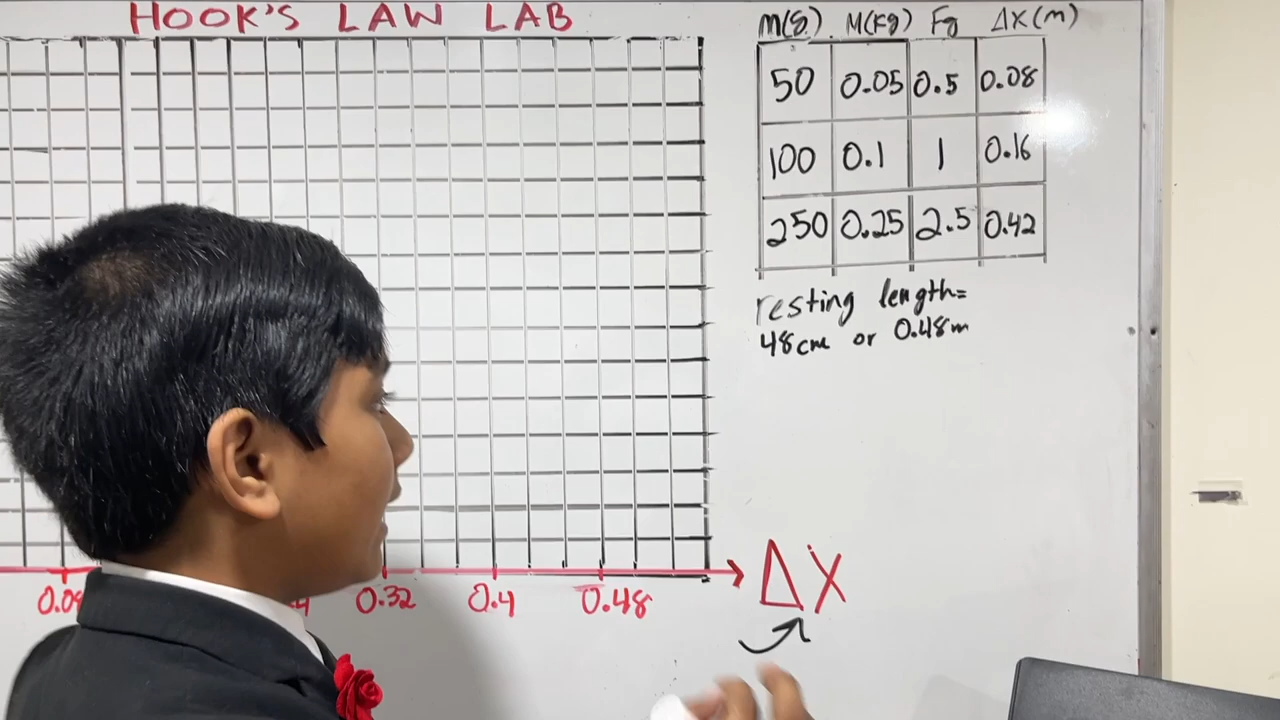 HOOK'S LAW LAB
M(g) M(Kg) Fg ΔX(m)
50 0.05 0.5 0.08
100 0.1 1 0.16
250 0.25 2.5 0.42
resting length=
48cm or 0.48m
0.32 0.4 0.48
ΔX